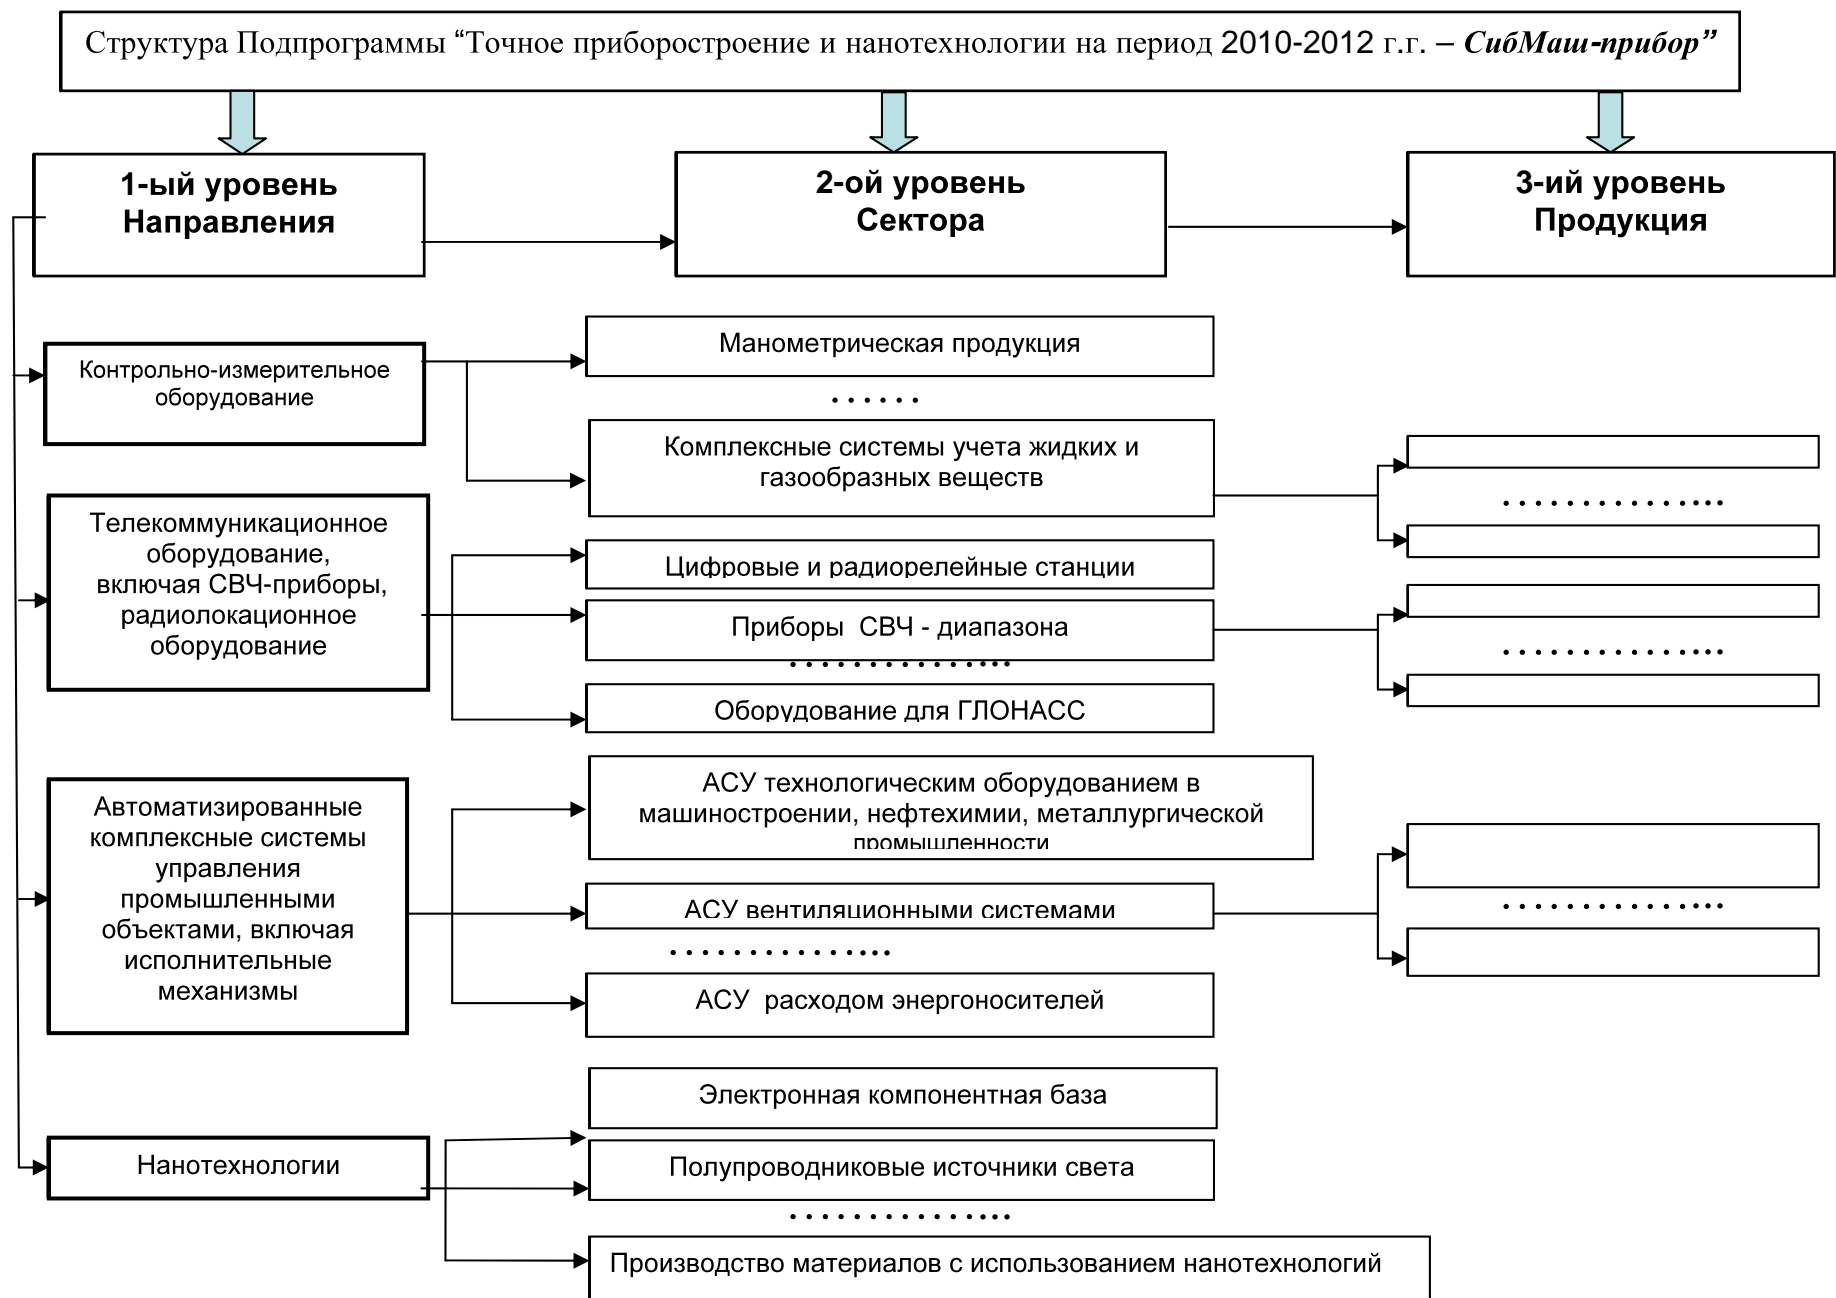 Структура Подпрограммы “Точное приборостроение и нанотехнологии на период 2010-2012 г.г. – СибМаш-прибор”
1-ый уровень
Направления
2-ой уровень
Сектора
3-ий уровень
Продукция
Контрольно-измерительное
оборудование
Манометрическая продукция
......
Комплексные системы учета жидких и
газообразных веществ
...............
Телекоммуникационное
оборудование,
включая СВЧ-приборы,
радиолокационное
оборудование
Цифровые и радиорелейные станции
Приборы СВЧ - диапазона
...............
Оборудование для ГЛОНАСС
...............
Автоматизированные
комплексные системы
управления
промышленными
объектами, включая
исполнительные
механизмы
АСУ технологическим оборудованием в
машиностроении, нефтехимии, металлургической
промышленности
АСУ вентиляционными системами
...............
АСУ расходом энергоносителей
...............
Нанотехнологии
Электронная компонентная база
Полупроводниковые источники света
...............
Производство материалов с использованием нанотехнологий